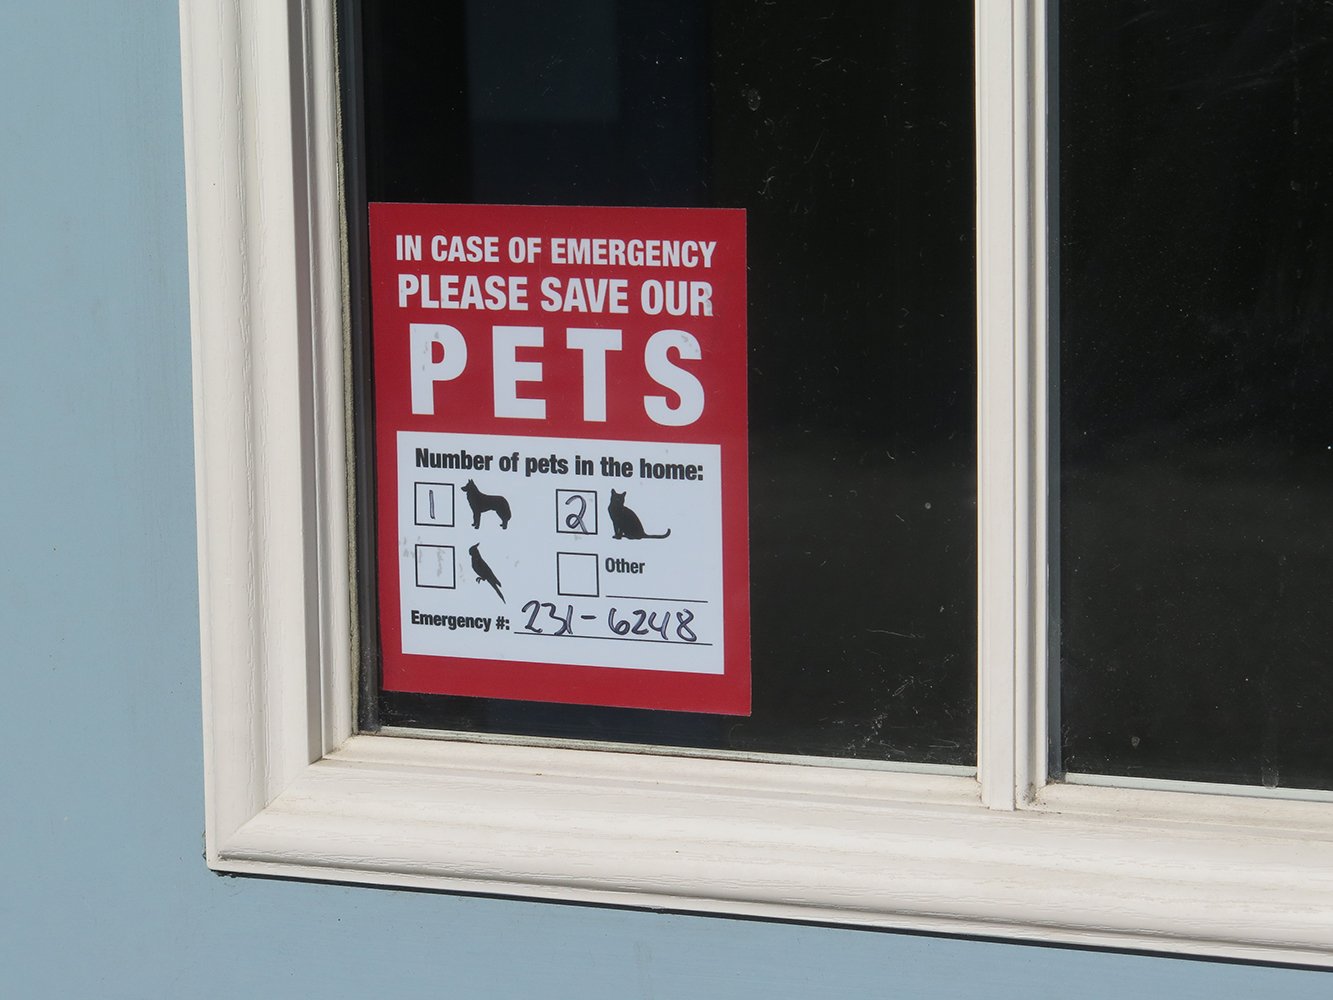 IN CASE OF EMERGENCY
PLEASE SAVE OUR
PETS
Number of pets in the home:
1 2
Other
Emergency #: 231-6248